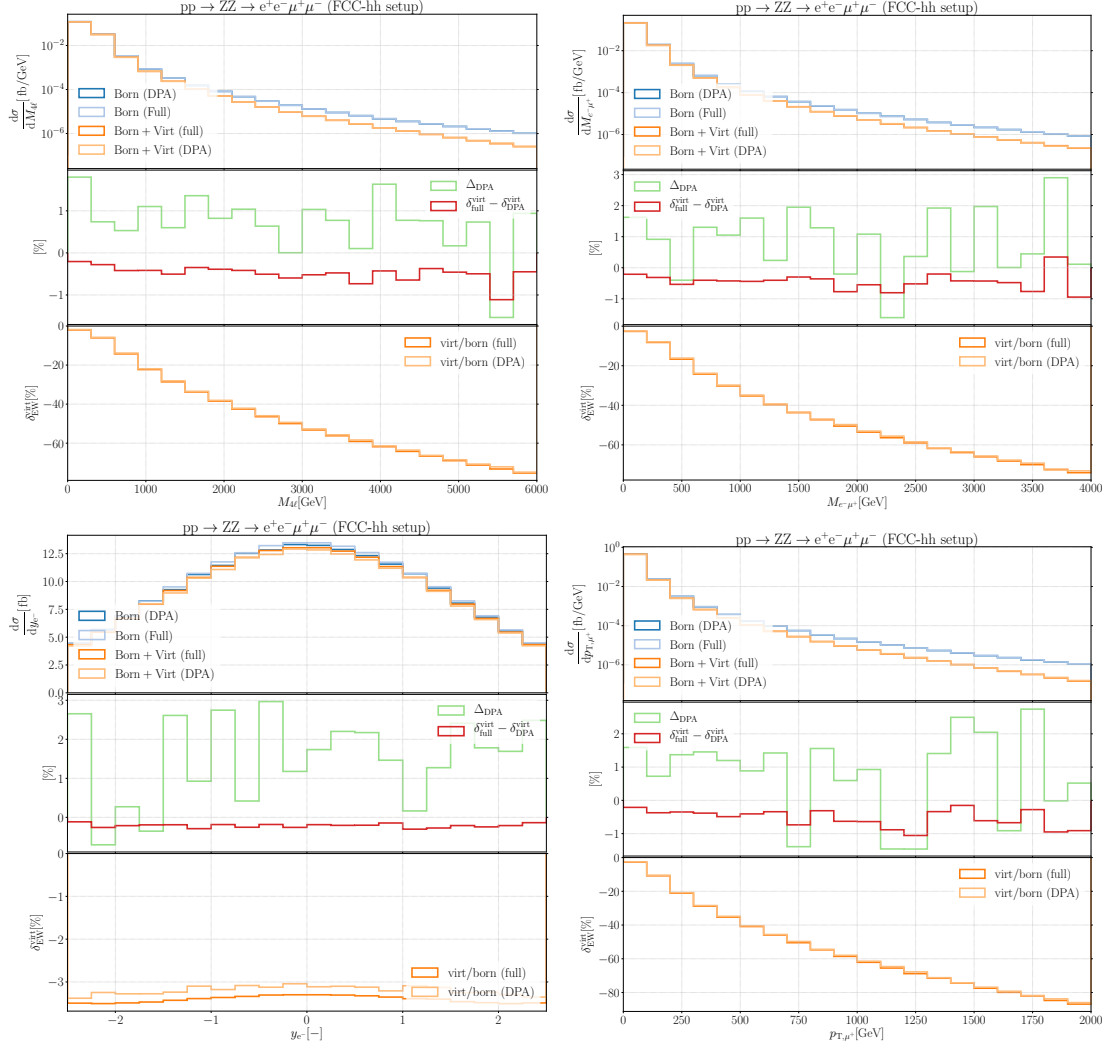 pp → ZZ → e⁺e⁻μ⁺μ⁻ (FCC-hh setup)
dσ/dM₄ℓ [fb/GeV]
10⁻²
10⁻⁴
10⁻⁶
Born (DPA)
Born (Full)
Born + Virt (full)
Born + Virt (DPA)
[%]
1
0
−1
Δ_DPA
δ^virt_full − δ^virt_DPA
δ^virt_EW[%]
0
−20
−40
−60
virt/born (full)
virt/born (DPA)
0 1000 2000 3000 4000 5000 6000
M₄ℓ[GeV]
pp → ZZ → e⁺e⁻μ⁺μ⁻ (FCC-hh setup)
dσ/dM_e⁻μ⁺ [fb/GeV]
10⁻²
10⁻⁴
10⁻⁶
Born (DPA)
Born (Full)
Born + Virt (full)
Born + Virt (DPA)
[%]
3
2
1
0
−1
Δ_DPA
δ^virt_full − δ^virt_DPA
δ^virt_EW[%]
0
−20
−40
−60
virt/born (full)
virt/born (DPA)
0 500 1000 1500 2000 2500 3000 3500 4000
M_e⁻μ⁺[GeV]
pp → ZZ → e⁺e⁻μ⁺μ⁻ (FCC-hh setup)
dσ/dy_e⁻ [fb]
12.5
10.0
7.5
5.0
2.5
0.0
Born (DPA)
Born (Full)
Born + Virt (full)
Born + Virt (DPA)
[%]
3
2
1
0
Δ_DPA
δ^virt_full − δ^virt_DPA
δ^virt_EW[%]
0
−1
−2
−3
virt/born (full)
virt/born (DPA)
−2 −1 0 1 2
y_e⁻[−]
pp → ZZ → e⁺e⁻μ⁺μ⁻ (FCC-hh setup)
dσ/dp_T,μ⁺ [fb/GeV]
10⁰
10⁻²
10⁻⁴
10⁻⁶
Born (DPA)
Born (Full)
Born + Virt (full)
Born + Virt (DPA)
[%]
2
1
0
−1
Δ_DPA
δ^virt_full − δ^virt_DPA
δ^virt_EW[%]
0
−20
−40
−60
−80
virt/born (full)
virt/born (DPA)
0 250 500 750 1000 1250 1500 1750 2000
p_T,μ⁺[GeV]